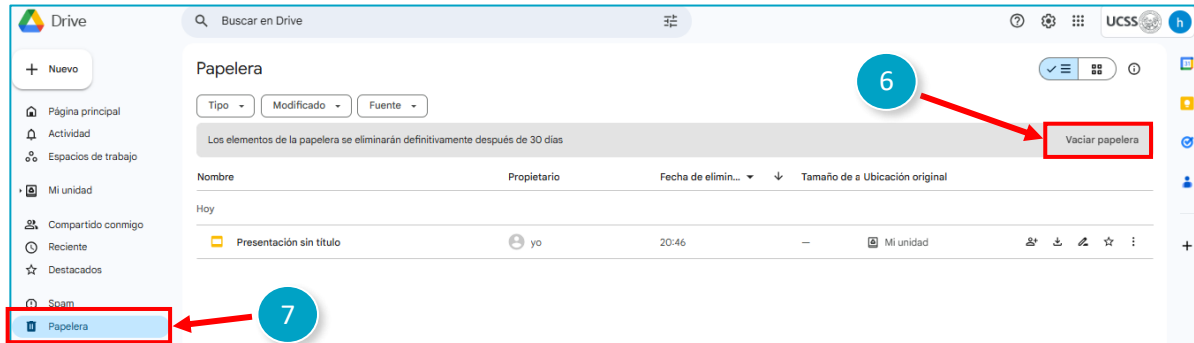 Drive
Buscar en Drive
UCSS
h
Nuevo
Papelera
6
Tipo Modificado Fuente
Página principal
Actividad
Espacios de trabajo
Los elementos de la papelera se eliminarán definitivamente después de 30 días
Vaciar papelera
Nombre Propietario Fecha de elimin... Tamaño de a Ubicación original
Mi unidad
Hoy
Compartido conmigo
Reciente
Destacados
Presentación sin título yo 20:46 — Mi unidad
Spam
Papelera
7